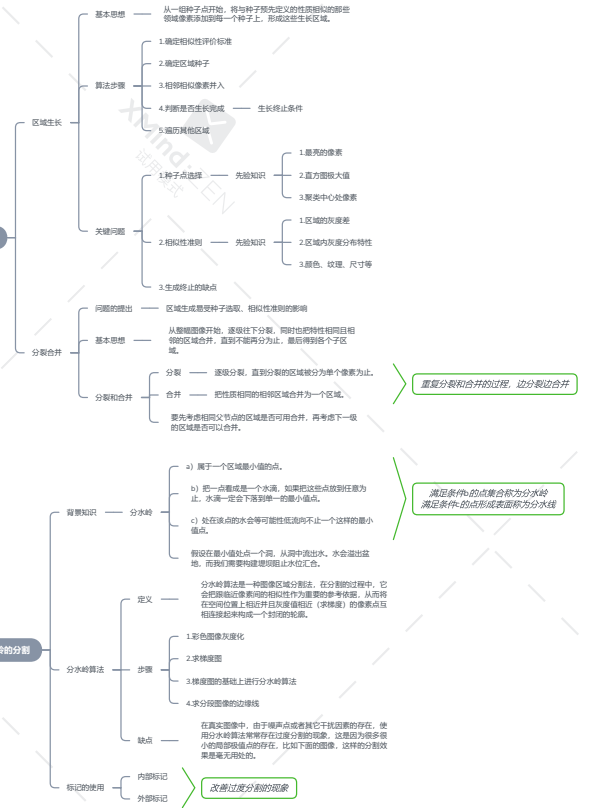 基本思想
从一组种子点开始，将与种子预先定义的性质相似的那些
领域像素添加到每一个种子上，形成这些生长区域。
区域生长
算法步骤
1.确定相似性评价标准
2.确定区域种子
3.相邻相似像素并入
4.判断是否生长完成
生长终止条件
5.遍历其他区域
关键问题
1.种子点选择
先验知识
1.最亮的像素
2.直方图极大值
3.聚类中心处像素
2.相似性准则
先验知识
1.区域的灰度差
2.区域内灰度分布特性
3.颜色、纹理、尺寸等
3.生成终止的缺点
分裂合并
问题的提出
区域生成易受种子选取，相似性准则的影响
基本思想
从整幅图像开始，逐级往下分裂，同时也把特性相同且相
邻的区域合并，直到不能再分为止，最后得到各个子区
域。
分裂和合并
分裂
逐级分裂，直到分裂的区域被分为单个像素为止。
合并
把性质相同的相邻区域合并为一个区域。
要先考虑相同父节点的区域是否可用合并，再考虑下一级
的区域是否可以合并。
重复分裂和合并的过程，边分裂边合并
XMind:ZEN
试用模式
岭的分割
背景知识
分水岭
a）属于一个区域最小值的点。
b）把一点看成是一个水滴，如果把这些点放到任意为
止，水滴一定会下落到单一的最小值点。
c）处在该点的水会等可能性低流向不止一个这样的最小
值点。
假设在最小值处点一个洞，从洞中流出水。水会溢出盆
地，而我们需要构建堤坝阻止水位汇合。
满足条件b的点集合称为分水岭
满足条件c的点形成表面称为分水线
分水岭算法
定义
分水岭算法是一种图像区域分割法，在分割的过程中，它
会把跟临近像素间的相似性作为重要的参考依据，从而将
在空间位置上相近并且灰度值相近（求梯度）的像素点互
相连接起来构成一个封闭的轮廓。
步骤
1.彩色图像灰度化
2.求梯度图
3.梯度图的基础上进行分水岭算法
4.求分段图像的边缘线
缺点
在真实图像中，由于噪声点或者其它干扰因素的存在，使
用分水岭算法常常存在过度分割的现象，这是因为很多很
小的局部极值点的存在，比如下面的图像，这样的分割效
果是毫无用处的。
标记的使用
内部标记
外部标记
改善过度分割的现象